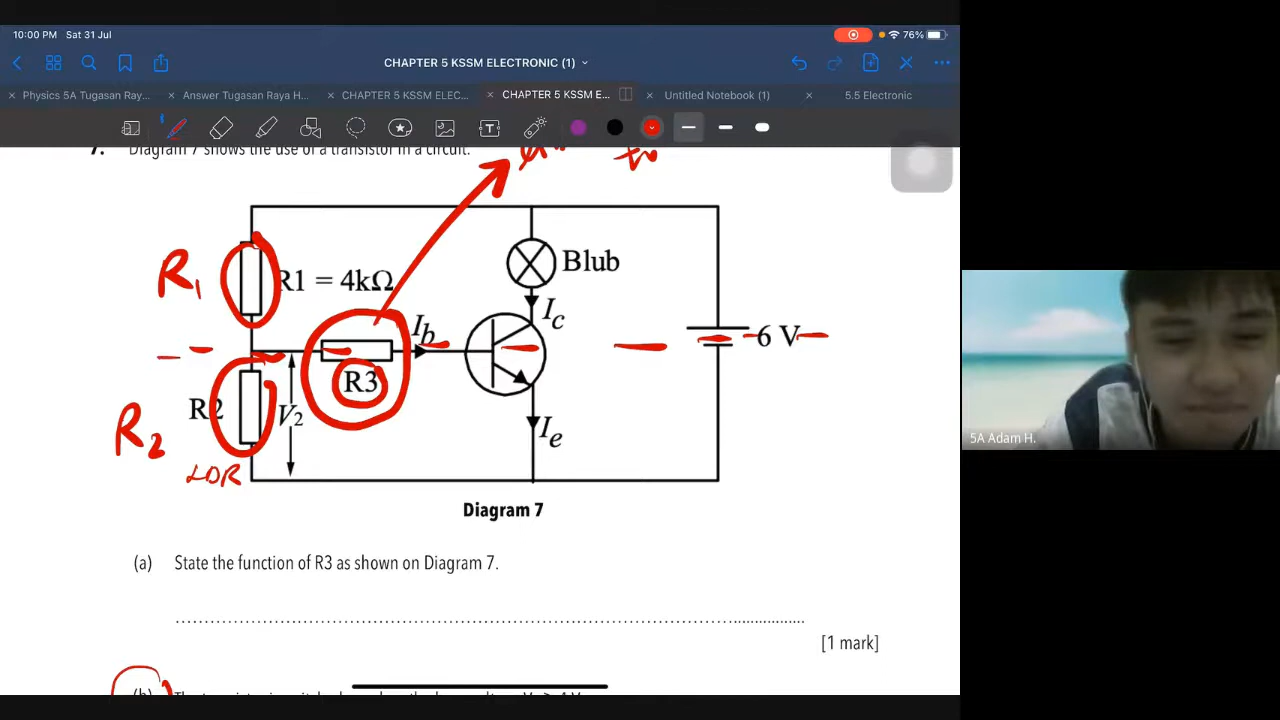 10:00 PM Sat 31 Jul
76%
CHAPTER 5 KSSM ELECTRONIC (1)
Physics 5A Tugasan Ray...
Answer Tugasan Raya H...
CHAPTER 5 KSSM ELEC...
CHAPTER 5 KSSM E...
Untitled Notebook (1)
5.5 Electronic
7. Diagram 7 shows the use of a transistor in a circuit.
R1
R1 = 4kΩ
Blub
Ic
Ib
6 V
R3
R2
R2
V2
Ie
LDR
Diagram 7
(a) State the function of R3 as shown on Diagram 7.
[1 mark]
(b)
5A Adam H.